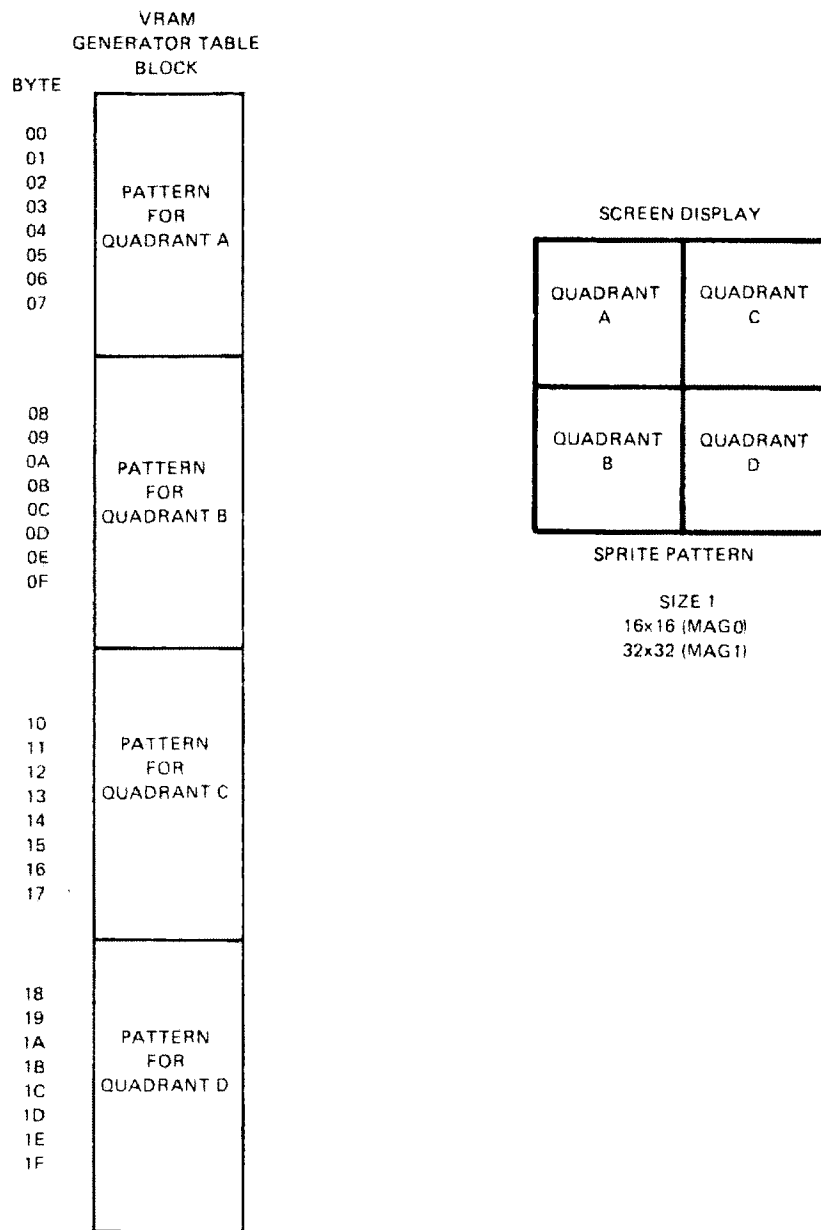 VRAM
GENERATOR TABLE
BLOCK
BYTE
00
01
02
03
04
05
06
07
PATTERN
FOR
QUADRANT A
08
09
0A
0B
0C
0D
0E
0F
PATTERN
FOR
QUADRANT B
10
11
12
13
14
15
16
17
PATTERN
FOR
QUADRANT C
18
19
1A
1B
1C
1D
1E
1F
PATTERN
FOR
QUADRANT D
SCREEN DISPLAY
QUADRANT
A
QUADRANT
C
QUADRANT
B
QUADRANT
D
SPRITE PATTERN
SIZE 1
16x16 (MAG0)
32x32 (MAG1)